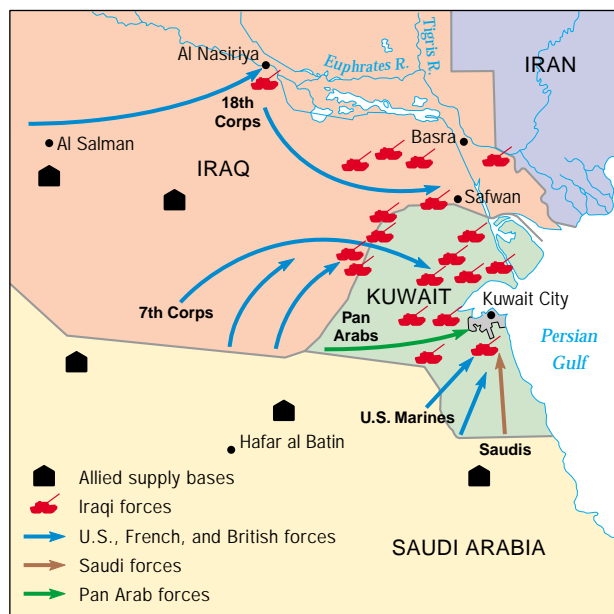 Al Nasiriya
Euphrates R.
Tigris R.
IRAN
18th
Corps
Basra
Al Salman
IRAQ
Safwan
7th Corps
KUWAIT
Kuwait City
Pan
Arabs
Persian
Gulf
U.S. Marines
Saudis
Hafar al Batin
Allied supply bases
Iraqi forces
U.S., French, and British forces
Saudi forces
Pan Arab forces
SAUDI ARABIA